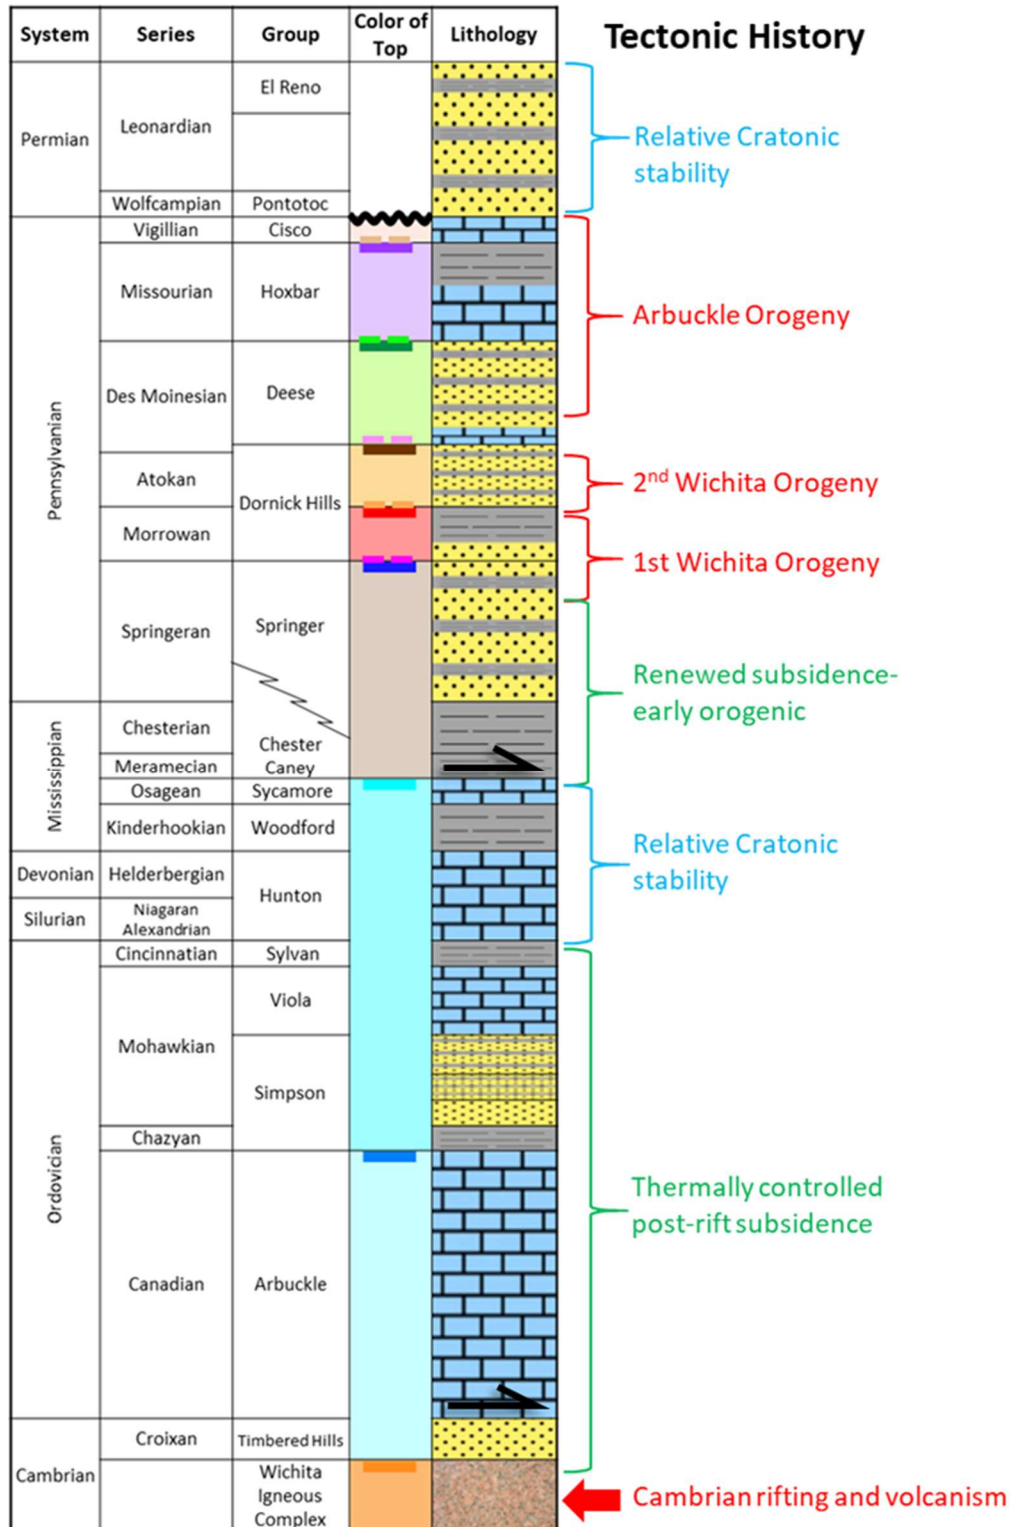 System
Series
Group
Color of
Top
Lithology
Tectonic History
Permian
Leonardian
El Reno
Relative Cratonic
stability
Wolfcampian
Pontotoc
Vigillian
Cisco
Pennsylvanian
Missourian
Hoxbar
Arbuckle Orogeny
Des Moinesian
Deese
Atokan
Dornick Hills
2nd Wichita Orogeny
Morrowan
1st Wichita Orogeny
Springeran
Springer
Renewed subsidence-
early orogenic
Mississippian
Chesterian
Chester
Meramecian
Caney
Osagean
Sycamore
Kinderhookian
Woodford
Relative Cratonic
stability
Devonian
Helderbergian
Hunton
Silurian
Niagaran
Alexandrian
Ordovician
Cincinnatian
Sylvan
Viola
Mohawkian
Simpson
Chazyan
Thermally controlled
post-rift subsidence
Canadian
Arbuckle
Cambrian
Croixan
Timbered Hills
Wichita
Igneous
Complex
Cambrian rifting and volcanism